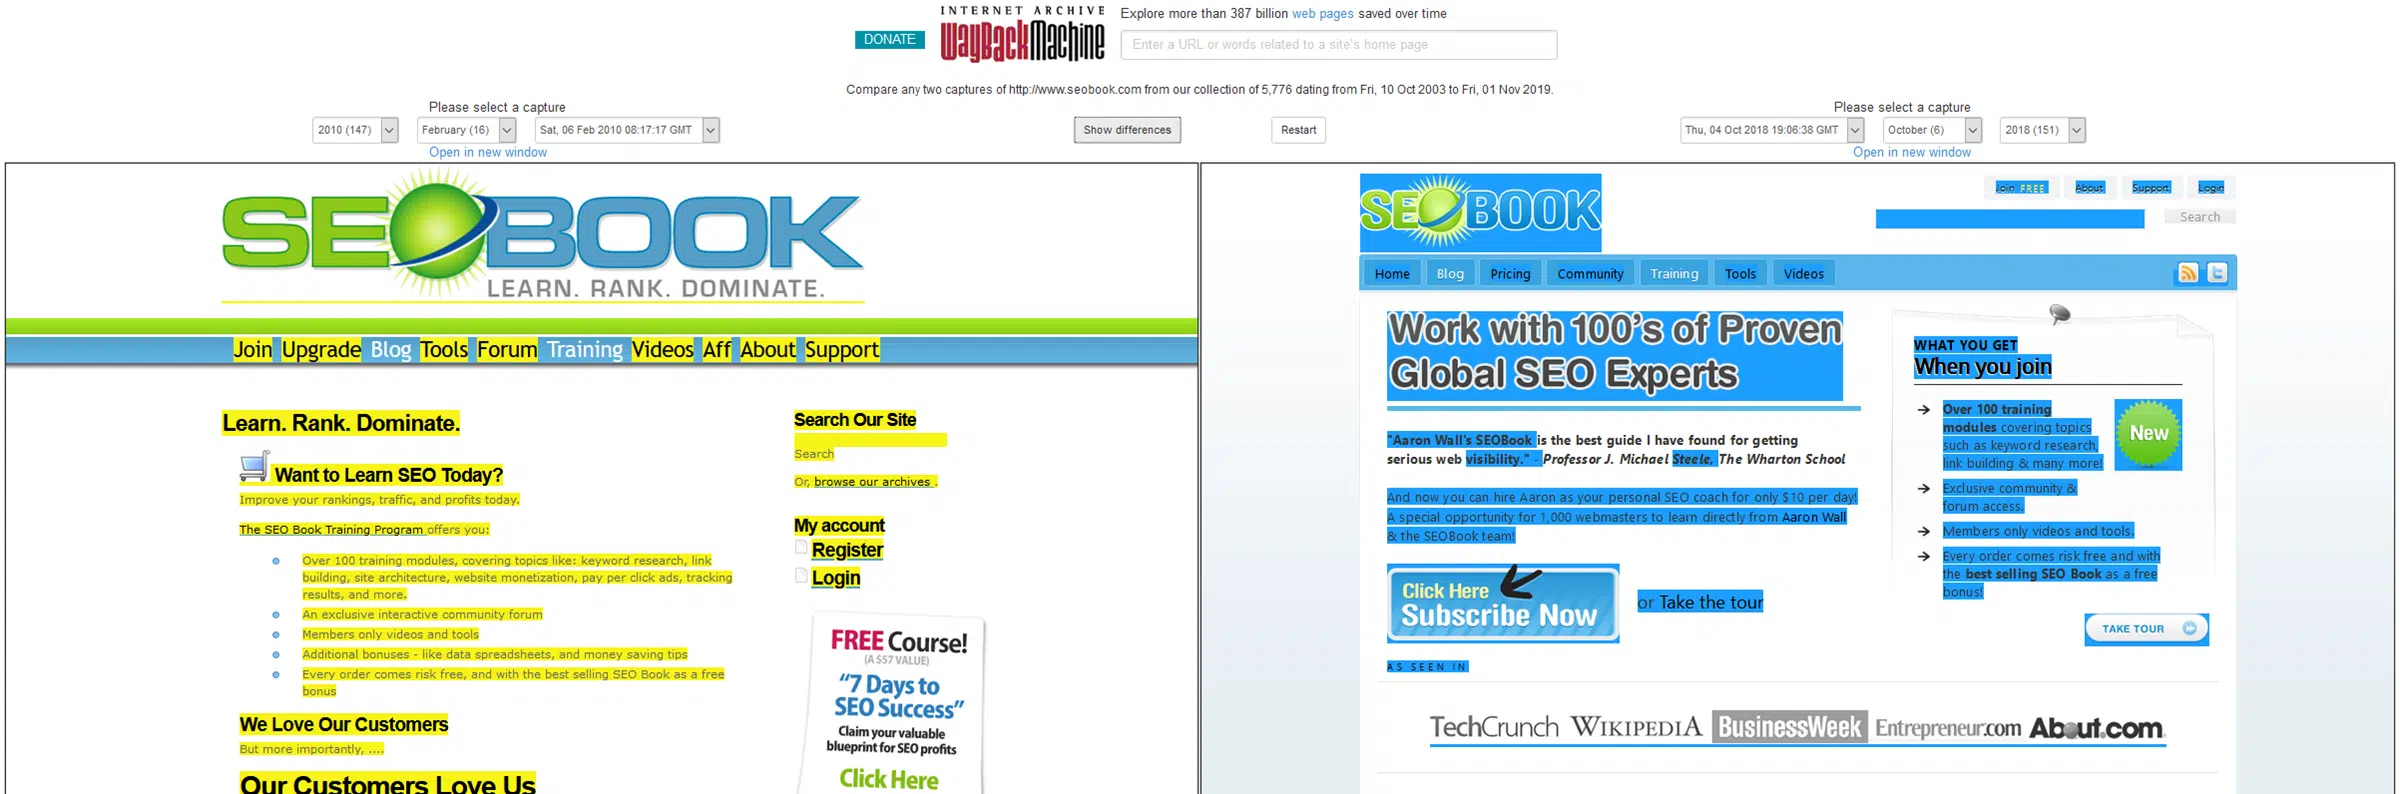 INTERNET ARCHIVE
WayBackMachine
DONATE
Explore more than 387 billion web pages saved over time
Enter a URL or words related to a site's home page
Compare any two captures of http://www.seobook.com from our collection of 5,776 dating from Fri, 10 Oct 2003 to Fri, 01 Nov 2019.
Please select a capture
2010 (147)
February (16)
Sat, 06 Feb 2010 08:17:17 GMT
Open in new window
Show differences
Restart
Please select a capture
Thu, 04 Oct 2018 19:06:38 GMT
October (6)
2018 (151)
Open in new window
SEOBOOK
LEARN. RANK. DOMINATE.
Join Upgrade Blog Tools Forum Training Videos Aff About Support
Learn. Rank. Dominate.
Want to Learn SEO Today?
Improve your rankings, traffic, and profits today.
The SEO Book Training Program offers you:
Over 100 training modules, covering topics like: keyword research, link
building, site architecture, website monetization, pay per click ads, tracking
results, and more.
An exclusive interactive community forum
Members only videos and tools
Additional bonuses - like data spreadsheets, and money saving tips
Every order comes risk free, and with the best selling SEO Book as a free
bonus
We Love Our Customers
But more importantly, ....
Our Customers Love Us
Search Our Site
Search
Or, browse our archives .
My account
Register
Login
FREE Course!
(A $57 VALUE)
“7 Days to
SEO Success”
Claim your valuable
blueprint for SEO profits
Click Here
SEOBOOK
Join FREE
About
Support
Login
Search
Home
Blog
Pricing
Community
Training
Tools
Videos
Work with 100's of Proven
Global SEO Experts
"Aaron Wall's SEOBook is the best guide I have found for getting
serious web visibility." - Professor J. Michael Steele, The Wharton School
And now you can hire Aaron as your personal SEO coach for only $10 per day!
A special opportunity for 1,000 webmasters to learn directly from Aaron Wall
& the SEOBook team!
Click Here
Subscribe Now
or Take the tour
AS SEEN IN
TechCrunch WIKIPEDIA BusinessWeek Entrepreneur.com About.com
WHAT YOU GET
When you join
Over 100 training
modules covering topics
such as keyword research,
link building & many more!
New
Exclusive community &
forum access.
Members only videos and tools.
Every order comes risk free and with
the best selling SEO Book as a free
bonus!
TAKE TOUR